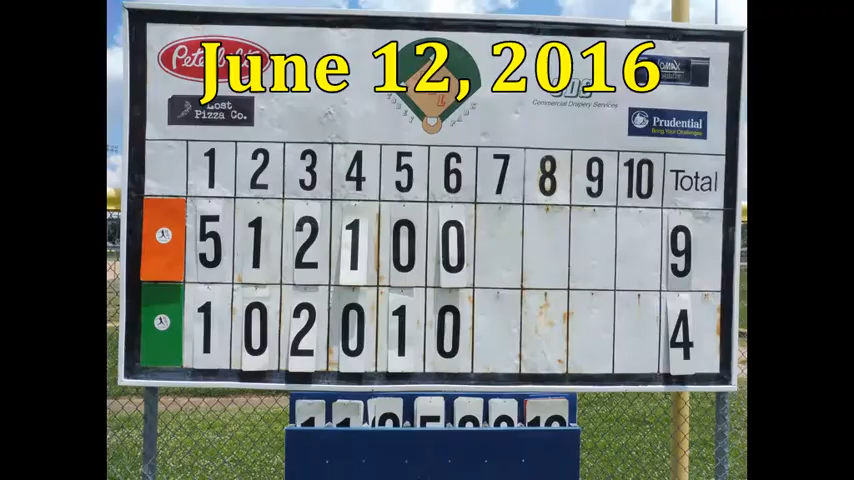 June 12, 2016
Lost
Pizza Co.
Commercial Drapery Services
Prudential
1 2 3 4 5 6 7 8 9 10 Total
5 1 2 1 0 0 9
1 0 2 0 1 0 4